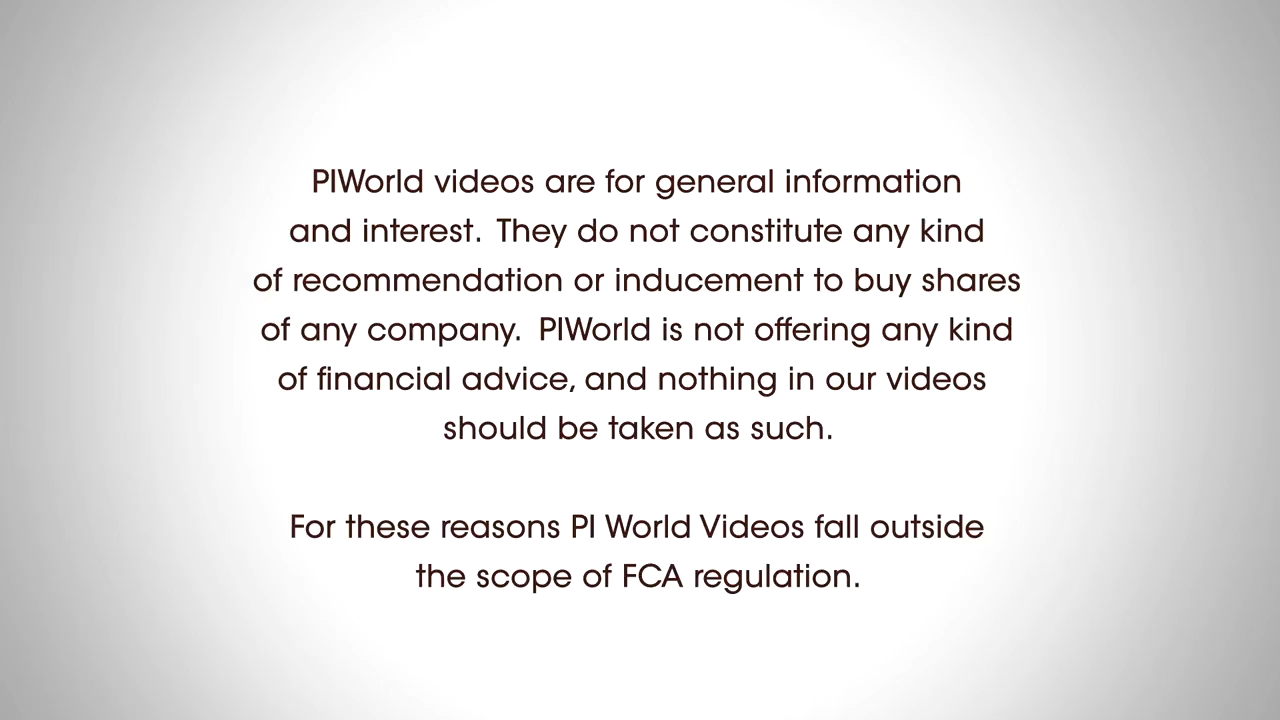 PIWorld videos are for general information
and interest. They do not constitute any kind
of recommendation or inducement to buy shares
of any company. PIWorld is not offering any kind
of financial advice, and nothing in our videos
should be taken as such.
For these reasons PI World Videos fall outside
the scope of FCA regulation.